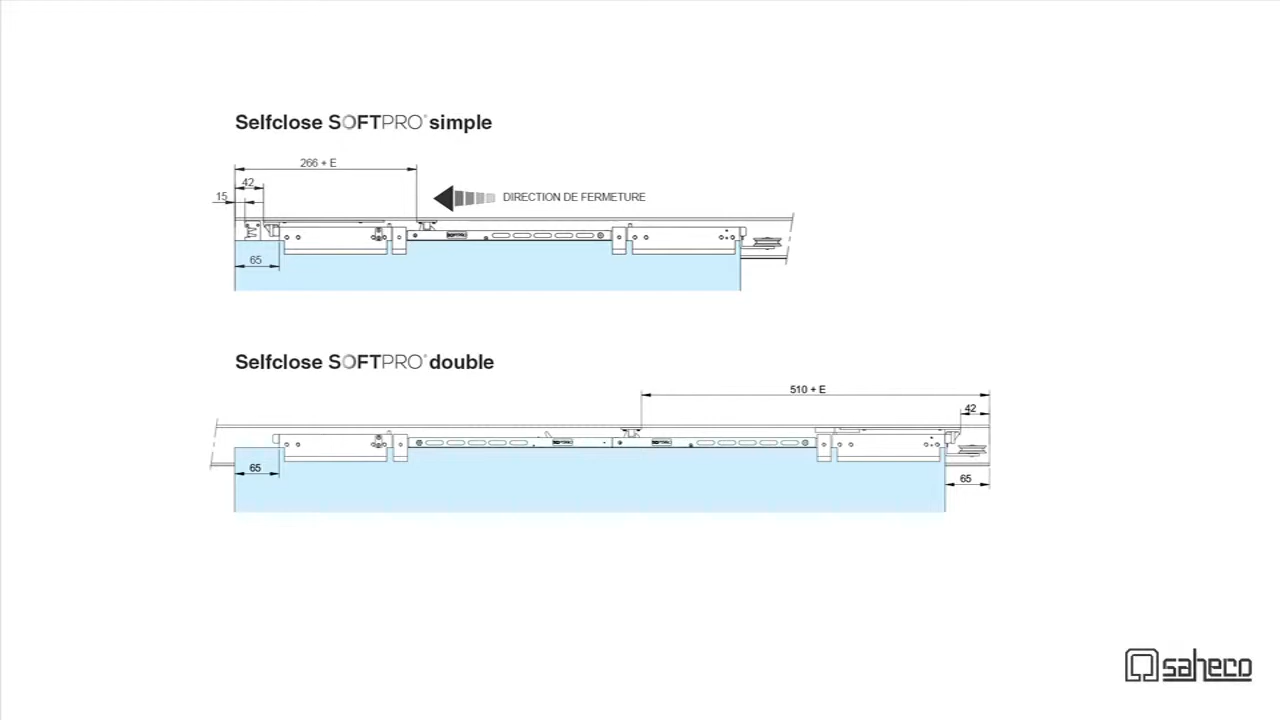 Selfclose SOFTPRO® simple
266 + E
42
15
DIRECTION DE FERMETURE
65
Selfclose SOFTPRO® double
510 + E
42
65
65
saheco